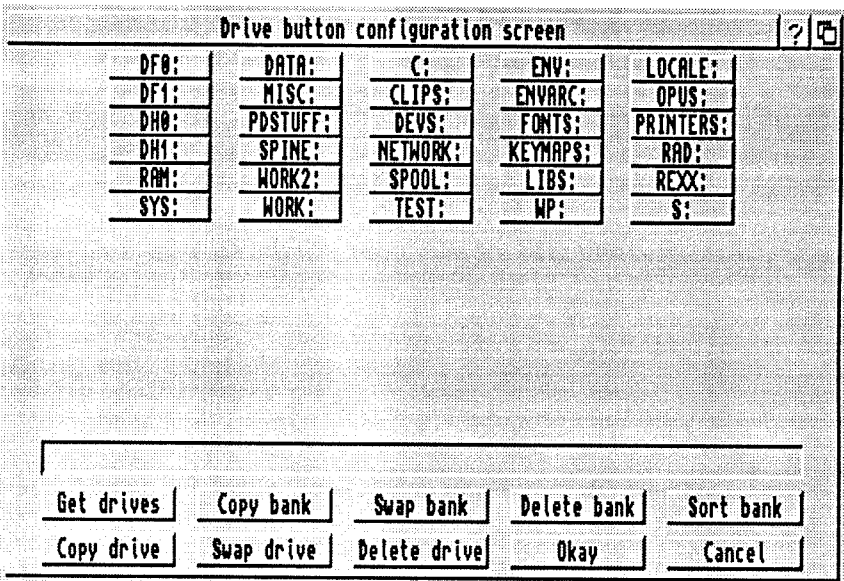 Drive button configuration screen ?
DF0: DATA: C: ENV: LOCALE:
DF1: MISC: CLIPS: ENVARC: OPUS:
DH0: PDSTUFF: DEVS: FONTS: PRINTERS:
DH1: SPINE: NETWORK: KEYMAPS: RAD:
RAM: WORK2: SPOOL: LIBS: REXX:
SYS: WORK: TEST: WP: S:
Get drives Copy bank Swap bank Delete bank Sort bank
Copy drive Swap drive Delete drive Okay Cancel